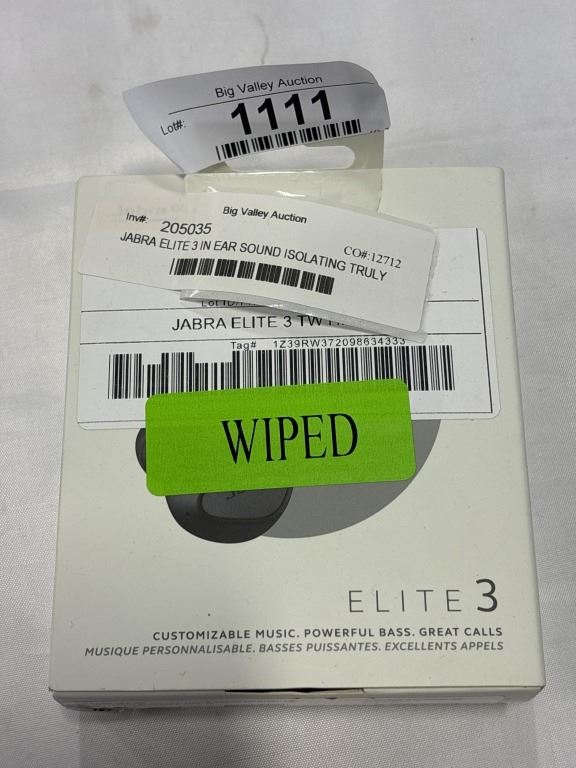 Big Valley Auction
Lot#: 1111
Big Valley Auction
Inv#: 205035
CO#:12712
JABRA ELITE 3 IN EAR SOUND ISOLATING TRULY
JABRA ELITE 3 TW
Tag# 1Z39RW372098634333
WIPED
ELITE 3
CUSTOMIZABLE MUSIC. POWERFUL BASS. GREAT CALLS
MUSIQUE PERSONNALISABLE. BASSES PUISSANTES. EXCELLENTS APPELS